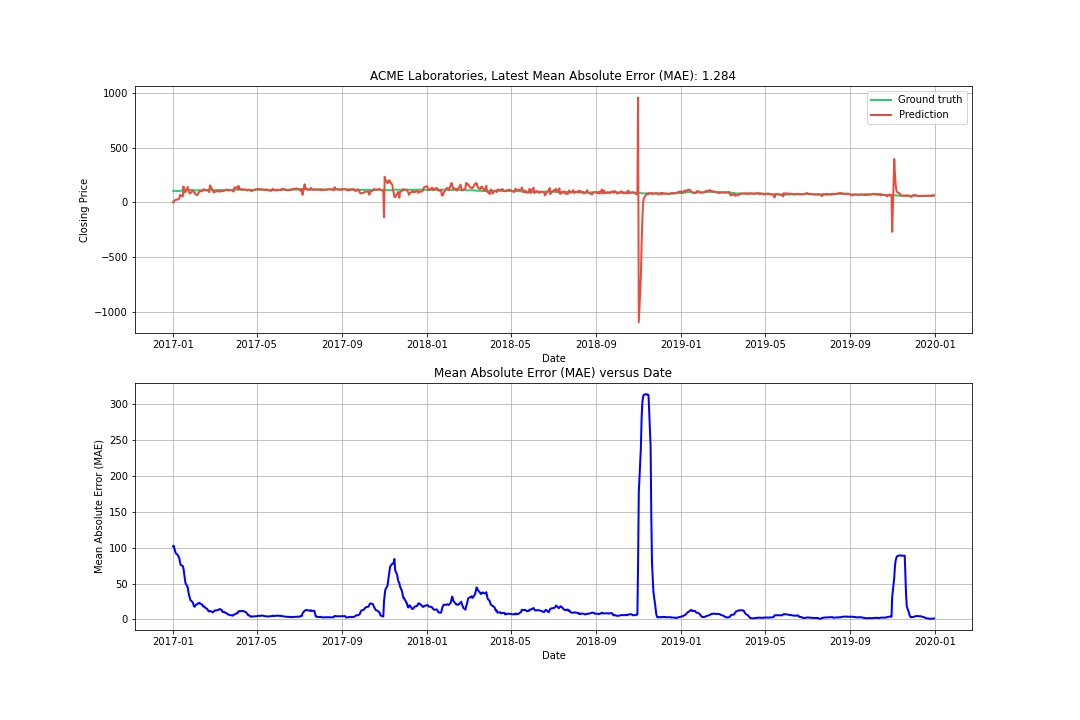 ACME Laboratories, Latest Mean Absolute Error (MAE): 1.284
Ground truth
Prediction
1000
500
0
−500
−1000
Closing Price
2017-01 2017-05 2017-09 2018-01 2018-05 2018-09 2019-01 2019-05 2019-09 2020-01
Date
Mean Absolute Error (MAE) versus Date
300
250
200
150
100
50
0
Mean Absolute Error (MAE)
2017-01 2017-05 2017-09 2018-01 2018-05 2018-09 2019-01 2019-05 2019-09 2020-01
Date